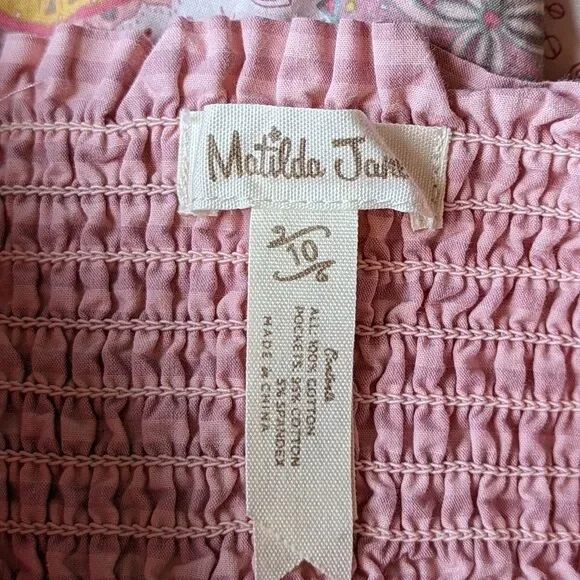 Matilda Jane
10
ALL 100% COTTON
POCKETS: 95% COTTON
5% SPANDEX
MADE in CHINA